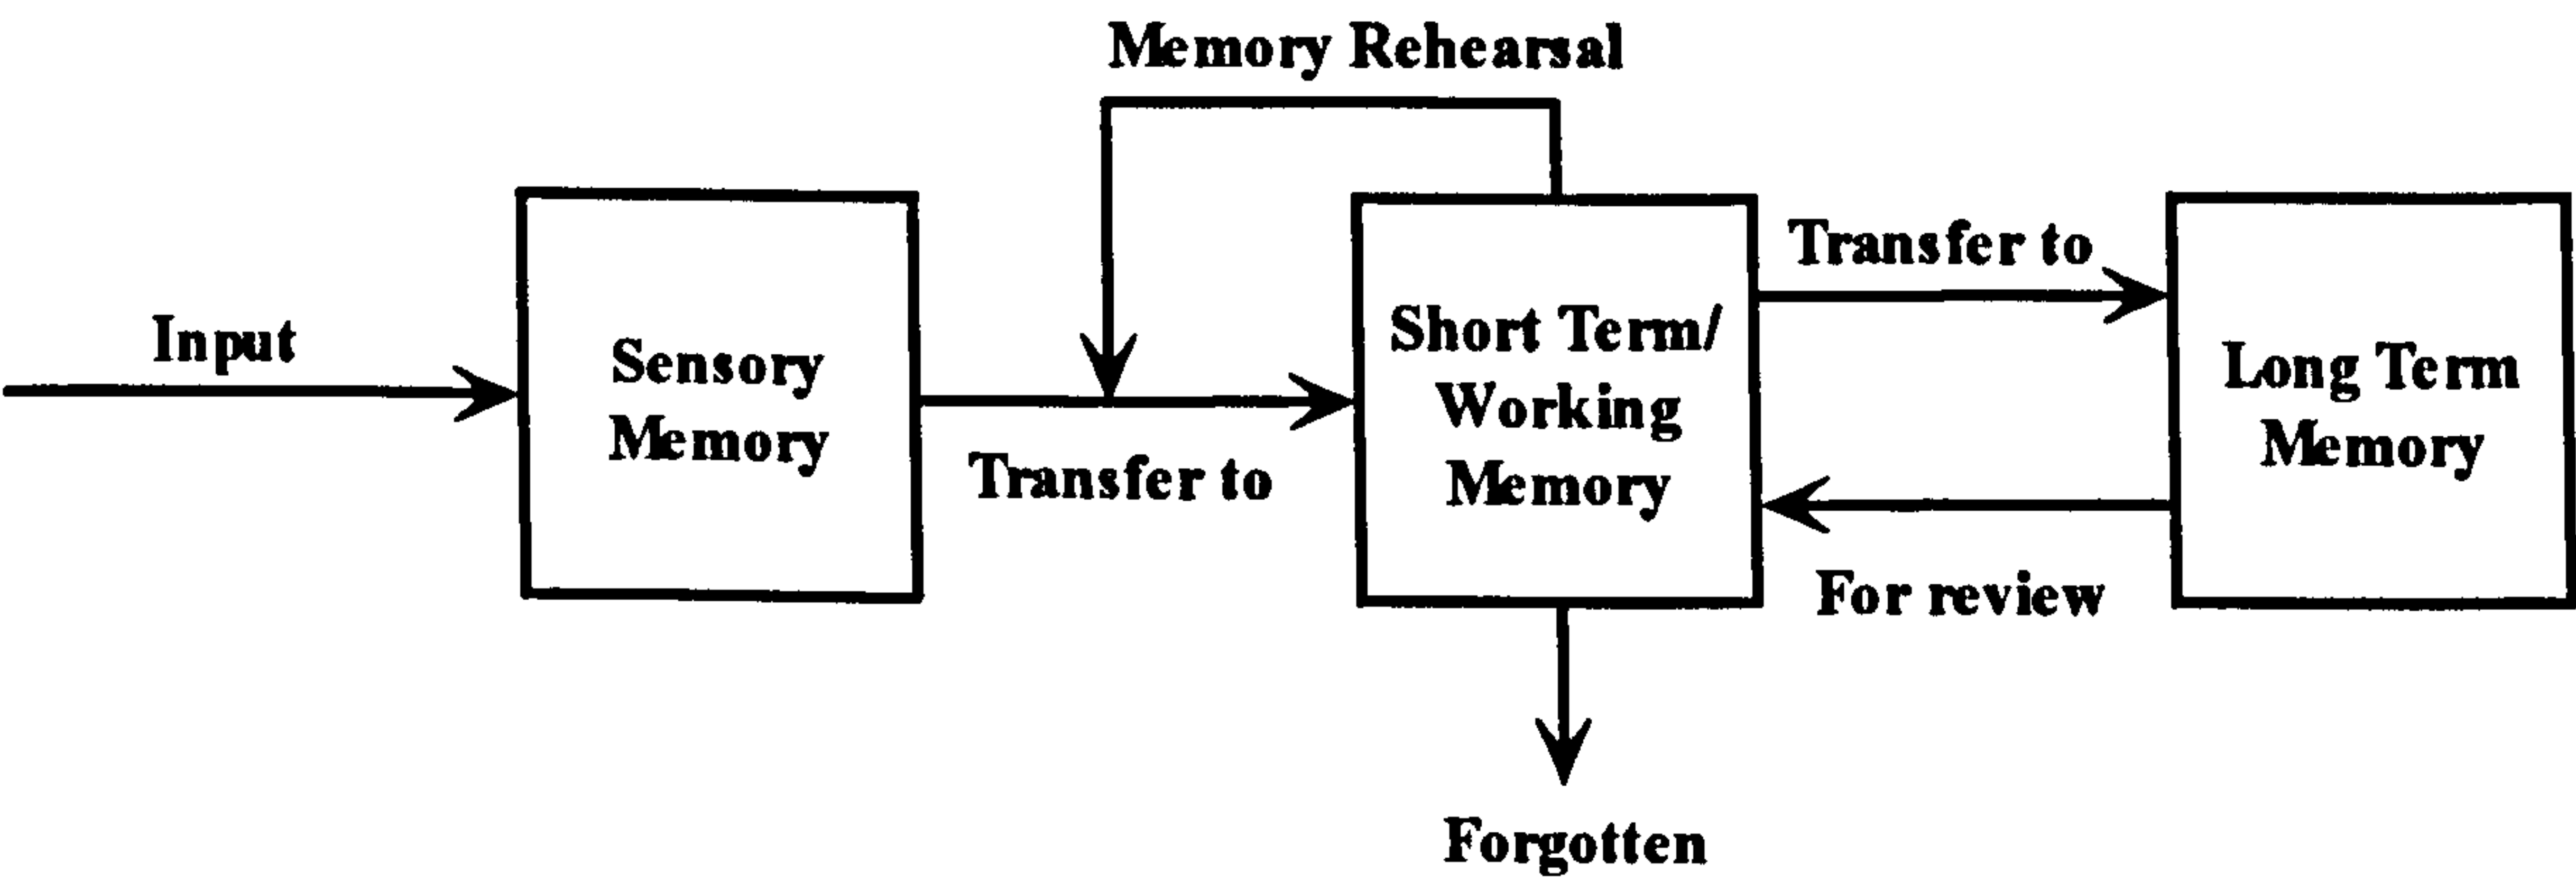 Memory Rehearsal
Input
Sensory
Memory
Transfer to
Short Term/
Working
Memory
Transfer to
For review
Long Term
Memory
Forgotten